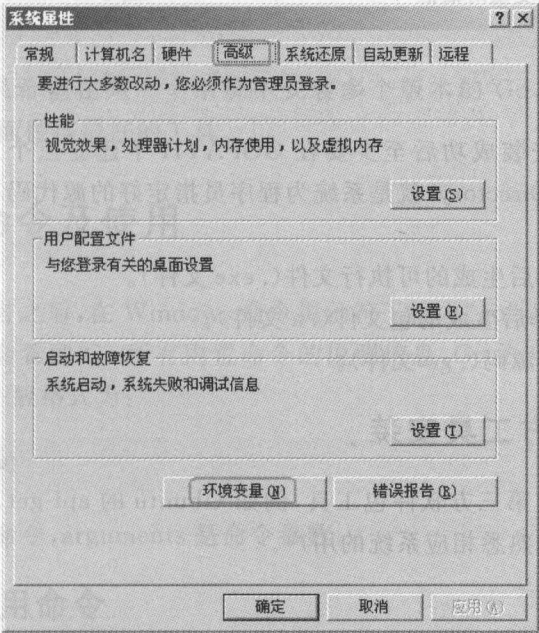 系统属性
常规 计算机名 硬件 高级 系统还原 自动更新 远程
要进行大多数改动，您必须作为管理员登录。
性能
视觉效果，处理器计划，内存使用，以及虚拟内存
设置(S)
用户配置文件
与您登录有关的桌面设置
设置(E)
启动和故障恢复
系统启动，系统失败和调试信息
设置(T)
环境变量(N) 错误报告(R)
确定 取消 应用(A)